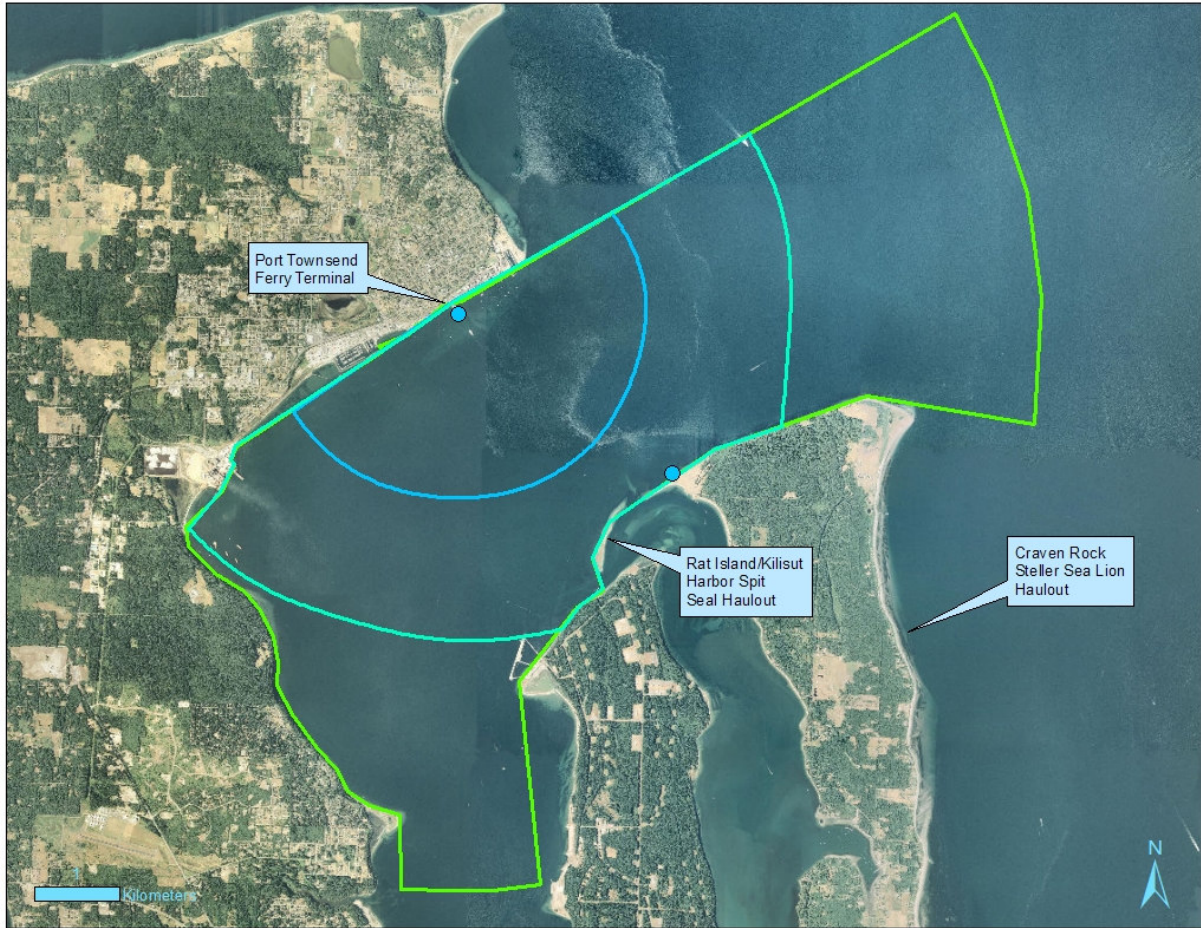 Port Townsend
Ferry Terminal
Rat Island/Kilisut
Harbor Spit
Seal Haulout
Craven Rock
Steller Sea Lion
Haulout
N
1
Kilometers